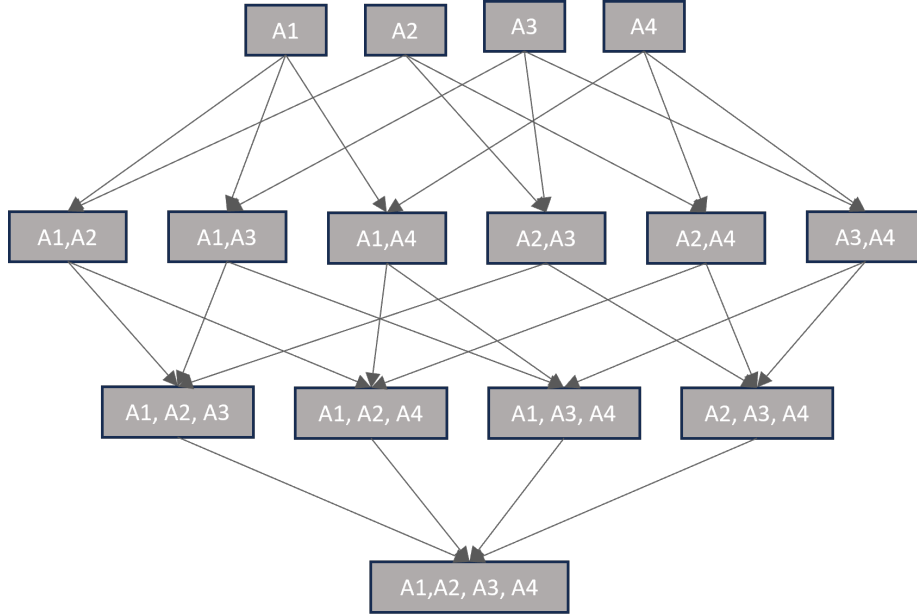 A1
A2
A3
A4
A1,A2
A1,A3
A1,A4
A2,A3
A2,A4
A3,A4
A1, A2, A3
A1, A2, A4
A1, A3, A4
A2, A3, A4
A1,A2, A3, A4